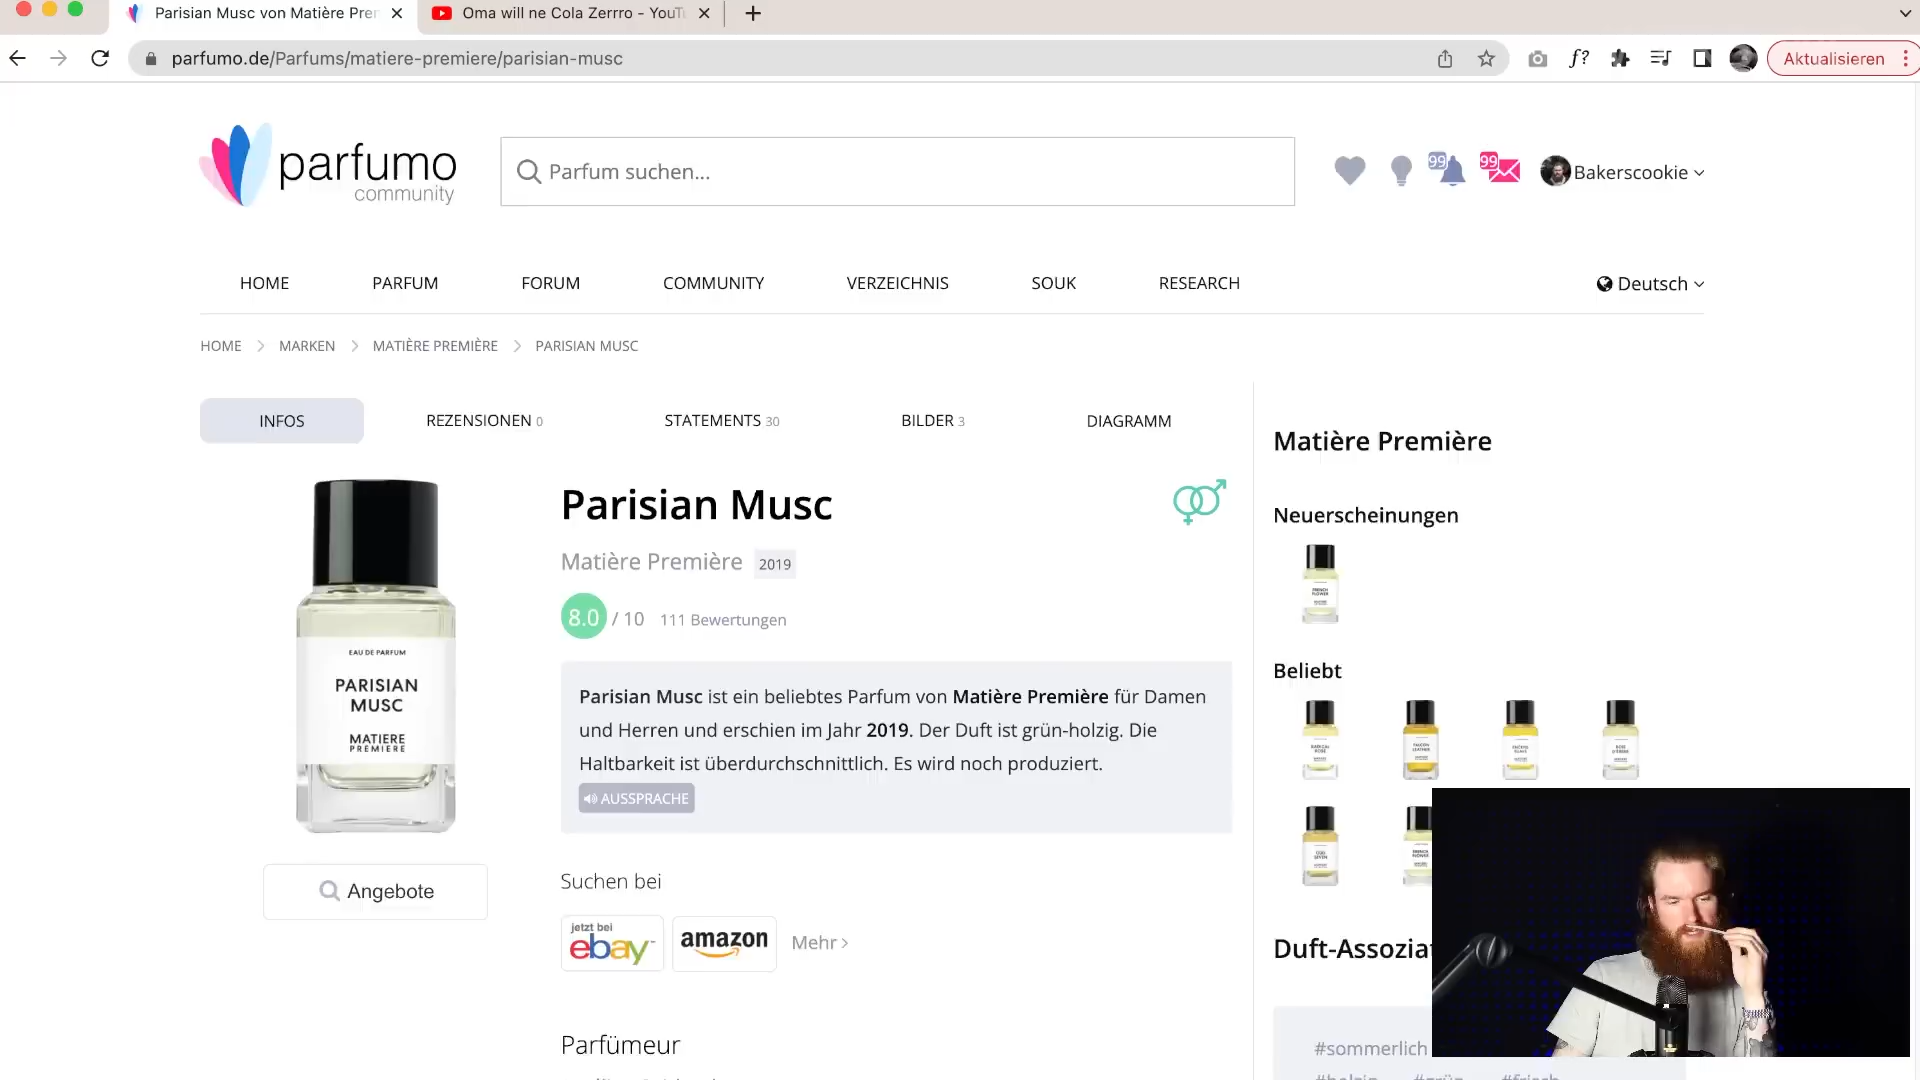 Parisian Musc von Matière Prem
Oma will ne Cola Zerrro - YouTu
parfumo.de/Parfums/matiere-premiere/parisian-musc
f?
Aktualisieren
parfumo
community
Parfum suchen...
99
99
Bakerscookie
HOME
PARFUM
FORUM
COMMUNITY
VERZEICHNIS
SOUK
RESEARCH
Deutsch
HOME
MARKEN
MATIÈRE PREMIÈRE
PARISIAN MUSC
INFOS
REZENSIONEN 0
STATEMENTS 30
BILDER 3
DIAGRAMM
Parisian Musc
Matière Première 2019
8.0 / 10 111 Bewertungen
EAU DE PARFUM
PARISIAN
MUSC
MATIERE
PREMIERE
Parisian Musc ist ein beliebtes Parfum von Matière Première für Damen
und Herren und erschien im Jahr 2019. Der Duft ist grün-holzig. Die
Haltbarkeit ist überdurchschnittlich. Es wird noch produziert.
AUSSPRACHE
Angebote
Suchen bei
jetzt bei
ebay
amazon
Mehr
Parfümeur
Matière Première
Neuerscheinungen
Beliebt
Duft-Assoziat
#sommerlich
#holzig #grün #frisch